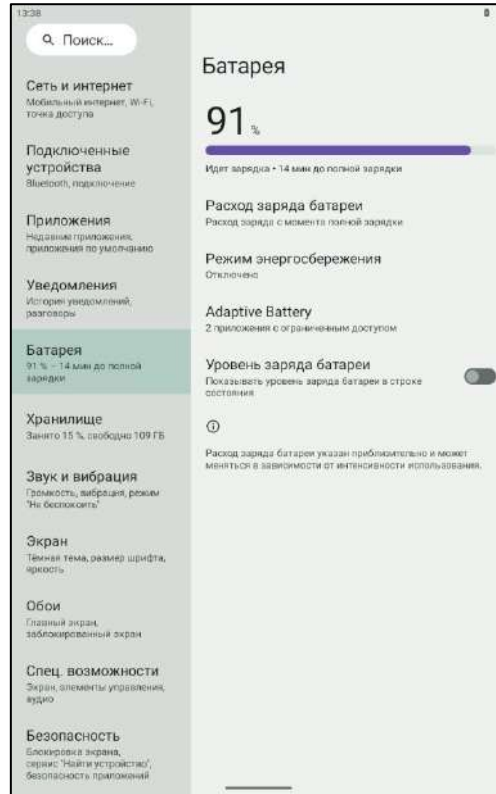 13:38
Поиск...
Сеть и интернет
Мобильный интернет, Wi-Fi,
точка доступа
Подключенные
устройства
Bluetooth, подключение
Приложения
Недавние приложения,
приложения по умолчанию
Уведомления
История уведомлений,
разговоры
Батарея
91 % – 14 мин до полной
зарядки
Хранилище
Занято 15 %, свободно 109 ГБ
Звук и вибрация
Громкость, вибрация, режим
"Не беспокоить"
Экран
Тёмная тема, размер шрифта,
яркость
Обои
Главный экран,
заблокированный экран
Спец. возможности
Экран, элементы управления,
аудио
Безопасность
Блокировка экрана,
сервис "Найти устройство",
безопасность приложений
Батарея
91 %
Идет зарядка • 14 мин до полной зарядки
Расход заряда батареи
Расход заряда с момента полной зарядки
Режим энергосбережения
Отключено
Adaptive Battery
2 приложения с ограниченным доступом
Уровень заряда батареи
Показывать уровень заряда батареи в строке
состояния
Расход заряда батареи указан приблизительно и может
меняться в зависимости от интенсивности использования.